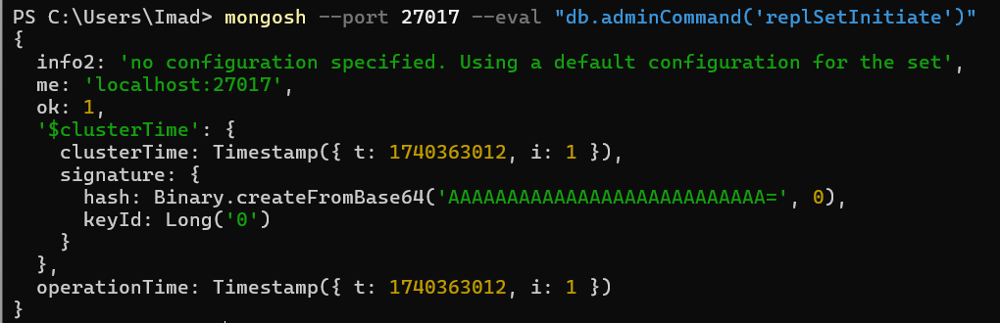 PS C:\Users\Imad> mongosh --port 27017 --eval "db.adminCommand('replSetInitiate')"
{
  info2: 'no configuration specified. Using a default configuration for the set',
  me: 'localhost:27017',
  ok: 1,
  '$clusterTime': {
    clusterTime: Timestamp({ t: 1740363012, i: 1 }),
    signature: {
      hash: Binary.createFromBase64('AAAAAAAAAAAAAAAAAAAAAAAAAAA=', 0),
      keyId: Long('0')
    }
  },
  operationTime: Timestamp({ t: 1740363012, i: 1 })
}